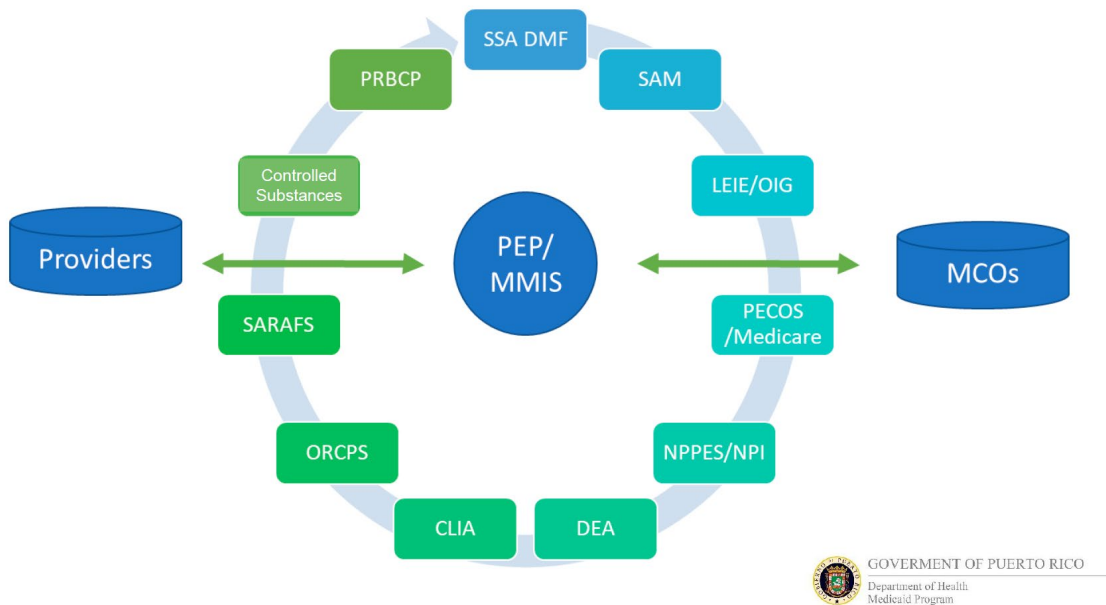 SSA DMF
SAM
LEIE/OIG
PECOS
/Medicare
NPPES/NPI
DEA
CLIA
ORCPS
SARAFS
Controlled
Substances
PRBCP
Providers
PEP/
MMIS
MCOs
GOVERMENT OF PUERTO RICO
Department of Health
Medicaid Program